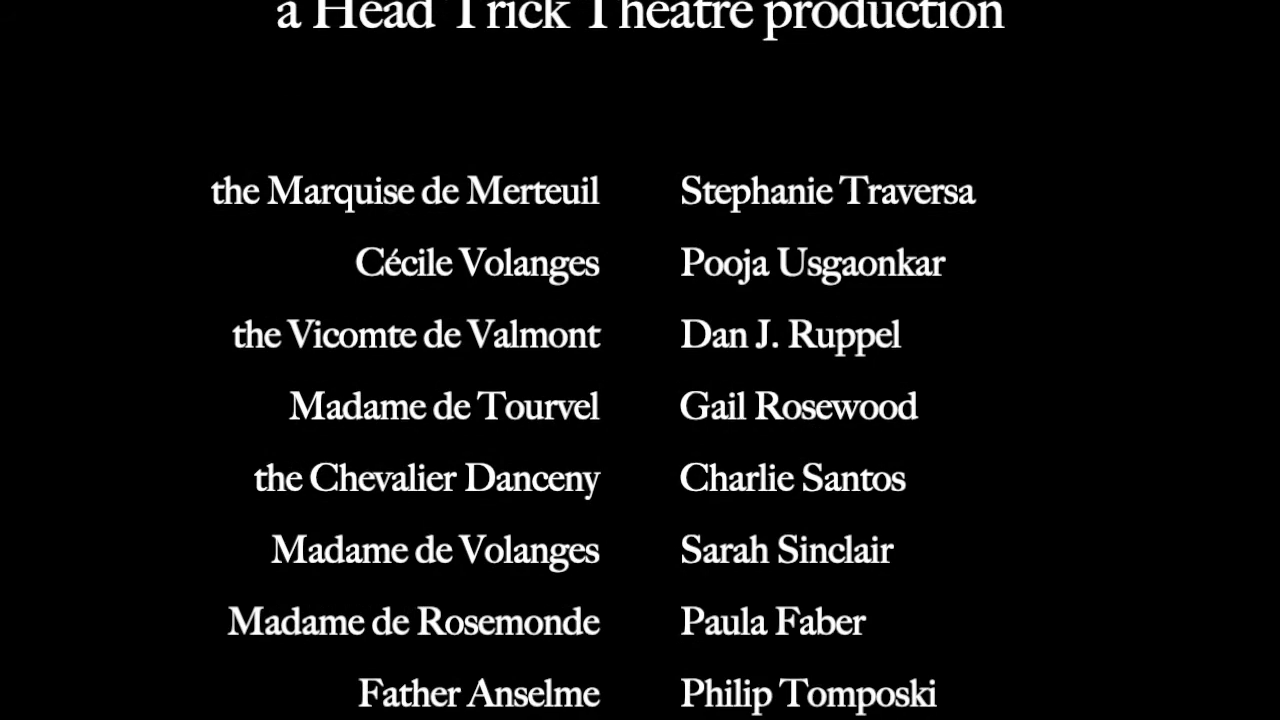 a Head Trick Theatre production
the Marquise de Merteuil Stephanie Traversa
Cécile Volanges Pooja Usgaonkar
the Vicomte de Valmont Dan J. Ruppel
Madame de Tourvel Gail Rosewood
the Chevalier Danceny Charlie Santos
Madame de Volanges Sarah Sinclair
Madame de Rosemonde Paula Faber
Father Anselme Philip Tomposki